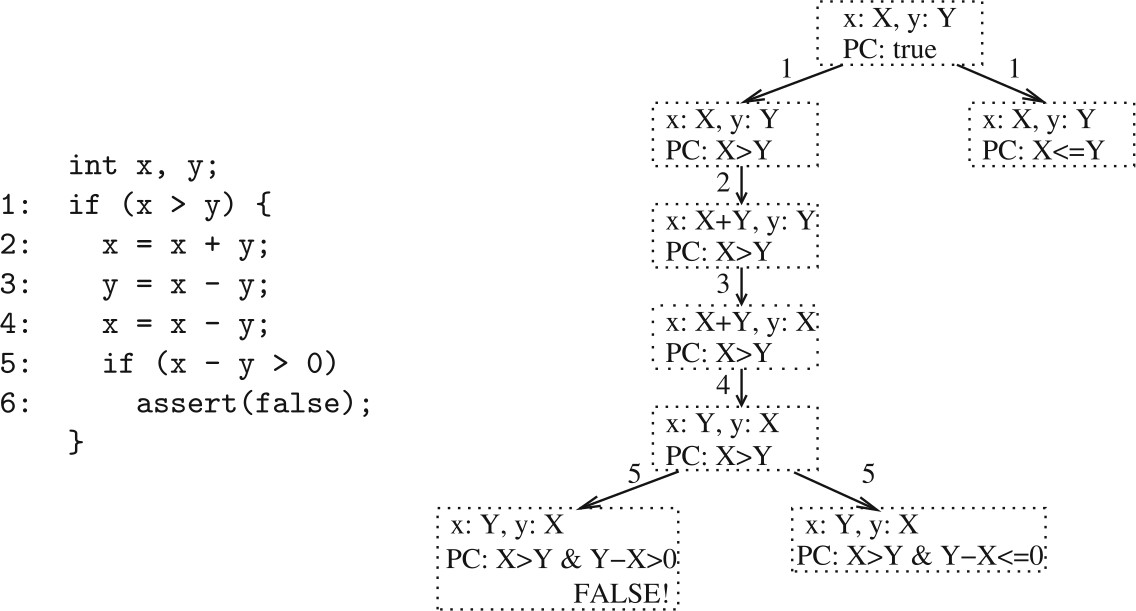 int x, y;
1: if (x > y) {
2: x = x + y;
3: y = x - y;
4: x = x - y;
5: if (x - y > 0)
6: assert(false);
}
x: X, y: Y
PC: true
1
1
x: X, y: Y
PC: X>Y
x: X, y: Y
PC: X<=Y
2
x: X+Y, y: Y
PC: X>Y
3
x: X+Y, y: X
PC: X>Y
4
x: Y, y: X
PC: X>Y
5
5
x: Y, y: X
PC: X>Y & Y−X>0
FALSE!
x: Y, y: X
PC: X>Y & Y−X<=0